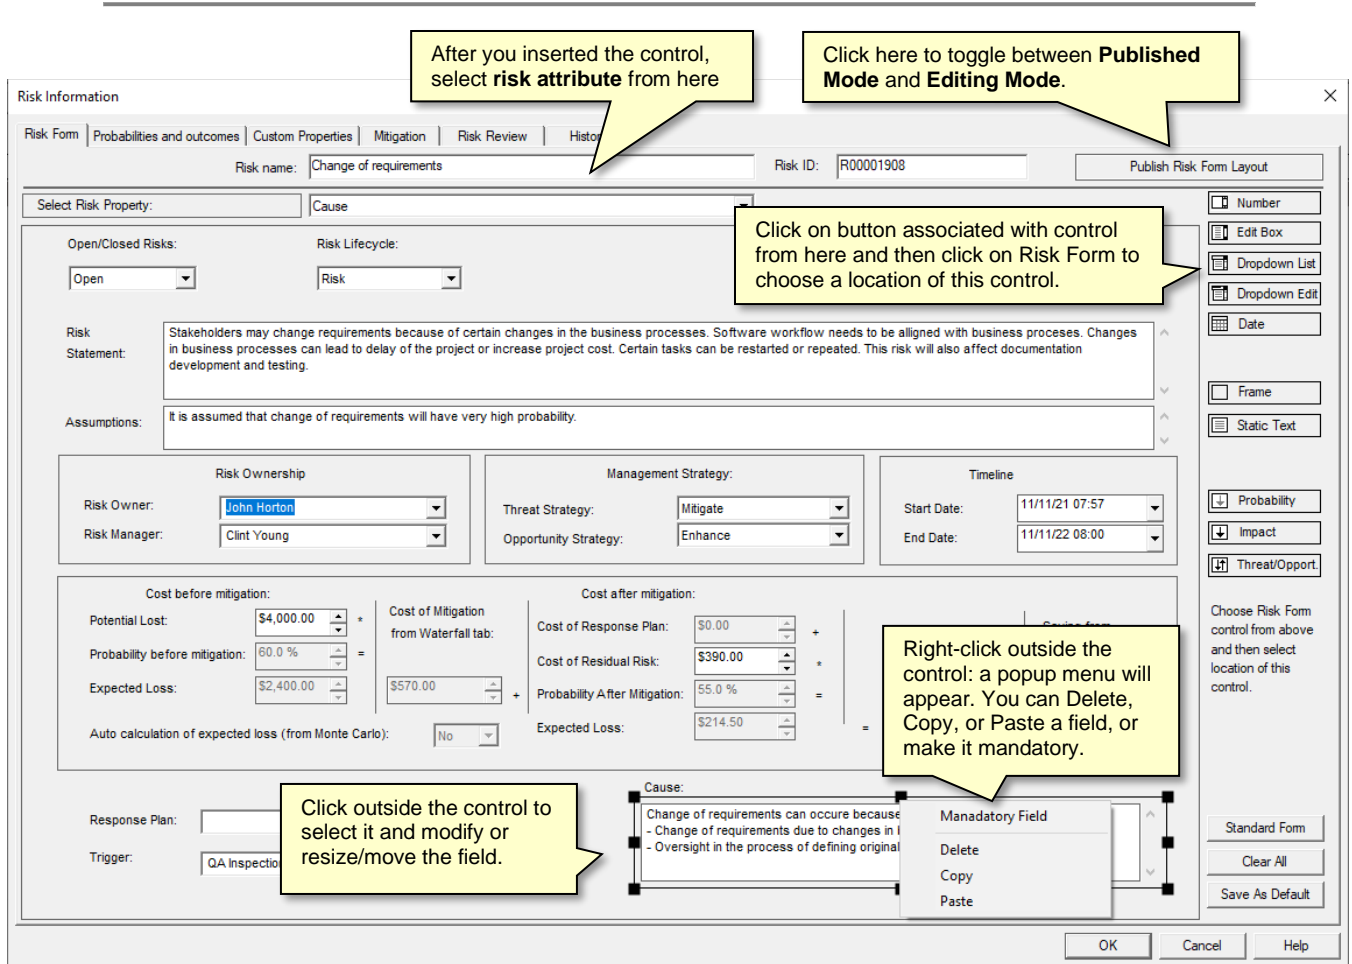 After you inserted the control,
select risk attribute from here
Click here to toggle between Published
Mode and Editing Mode.
Risk Information
Risk Form
Probabilities and outcomes
Custom Properties
Mitigation
Risk Review
Risk name:
Change of requirements
Risk ID:
R00001908
Publish Risk Form Layout
Select Risk Property:
Cause
Number
Edit Box
Dropdown List
Dropdown Edit
Date
Frame
Static Text
Probability
Impact
Threat/Opport.
Choose Risk Form
control from above
and then select
location of this
control.
Click on button associated with control
from here and then click on Risk Form to
choose a location of this control.
Open/Closed Risks:
Open
Risk Lifecycle:
Risk
Risk
Statement:
Stakeholders may change requirements because of certain changes in the business processes. Software workflow needs to be alligned with business proceses. Changes
in business processes can lead to delay of the project or increase project cost. Certain tasks can be restarted or repeated. This risk will also affect documentation
development and testing.
Assumptions:
It is assumed that change of requirements will have very high probability.
Risk Ownership
Risk Owner:
John Horton
Risk Manager:
Clint Young
Management Strategy:
Threat Strategy:
Mitigate
Opportunity Strategy:
Enhance
Timeline
Start Date:
11/11/21 07:57
End Date:
11/11/22 08:00
Cost before mitigation:
Potential Lost:
$4,000.00
*
Probability before mitigation:
60.0 %
=
Expected Loss:
$2,400.00
Cost of Mitigation
from Waterfall tab:
$570.00
+
Cost after mitigation:
Cost of Response Plan:
$0.00
+
Cost of Residual Risk:
$390.00
*
Probability After Mitigation:
55.0 %
=
Expected Loss:
$214.50
=
Auto calculation of expected loss (from Monte Carlo):
No
Right-click outside the
control: a popup menu will
appear. You can Delete,
Copy, or Paste a field, or
make it mandatory.
Response Plan:
Trigger:
QA Inspection
Click outside the control to
select it and modify or
resize/move the field.
Cause:
Change of requirements can occure because
- Change of requirements due to changes in
- Oversight in the process of defining original
Manadatory Field
Delete
Copy
Paste
Standard Form
Clear All
Save As Default
OK
Cancel
Help